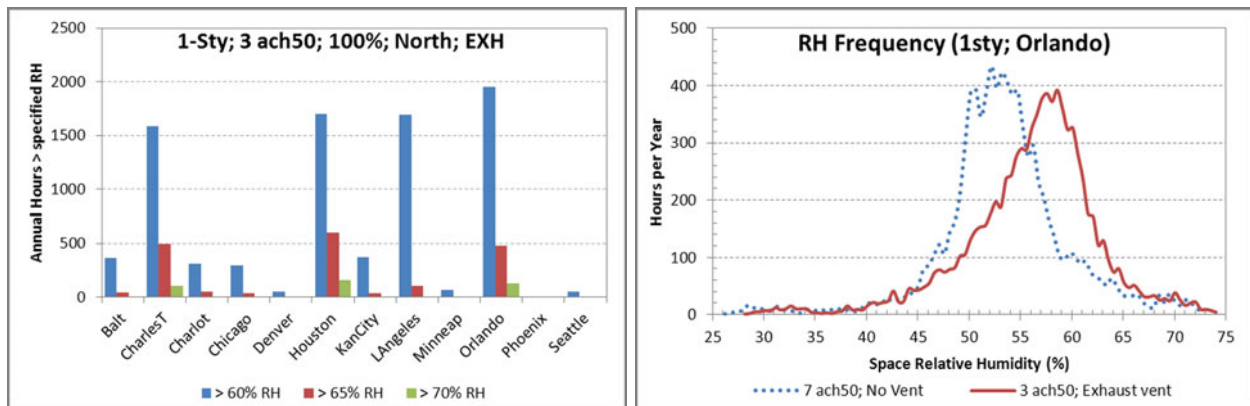 1-Sty; 3 ach50; 100%; North; EXH
Annual Hours > specified RH
2500
2000
1500
1000
500
0
Balt
CharlesT
Charlot
Chicago
Denver
Houston
KanCity
LAngeles
Minneap
Orlando
Phoenix
Seattle
> 60% RH > 65% RH > 70% RH
RH Frequency (1sty; Orlando)
Hours per Year
500
400
300
200
100
0
25 30 35 40 45 50 55 60 65 70 75
Space Relative Humidity (%)
7 ach50; No Vent 3 ach50; Exhaust vent